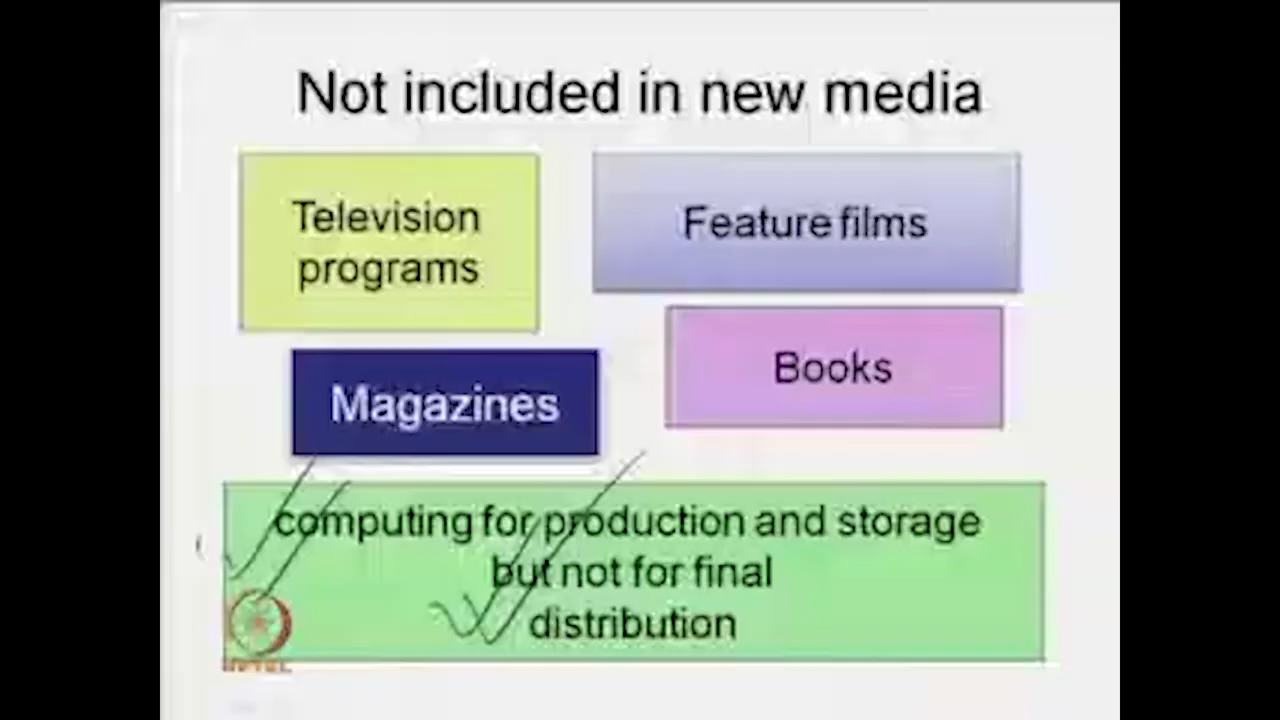 Not included in new media
Television
programs
Feature films
Magazines
Books
computing for production and storage
but not for final
distribution
NPTEL